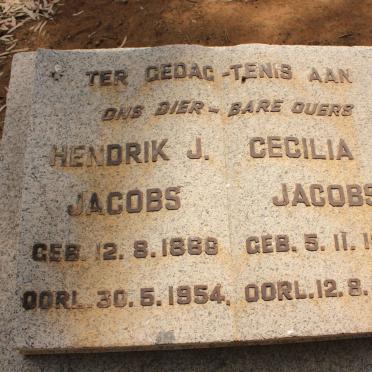 TER GEDAG-TENIS AAN
ONS DIER-BARE OUERS
HENDRIK J. CECILIA
JACOBS JACOBS
GEB. 12.8.1886 GEB. 5.11.
OORL. 30.5.1954. OORL. 12.8.